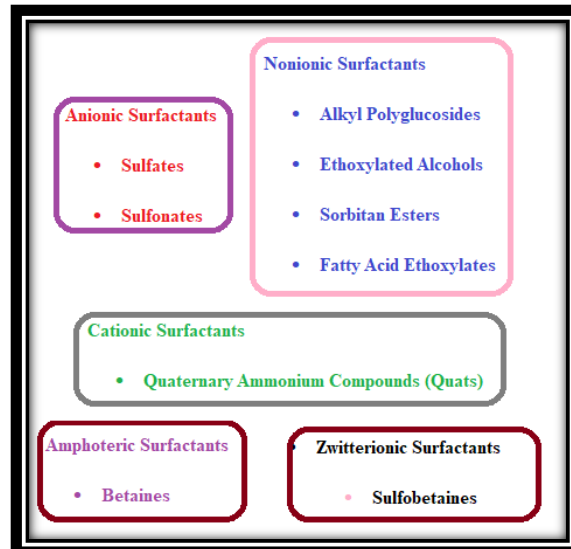 Nonionic Surfactants
• Alkyl Polyglucosides
• Ethoxylated Alcohols
• Sorbitan Esters
• Fatty Acid Ethoxylates
Anionic Surfactants
• Sulfates
• Sulfonates
Cationic Surfactants
• Quaternary Ammonium Compounds (Quats)
Amphoteric Surfactants
• Betaines
• Zwitterionic Surfactants
• Sulfobetaines